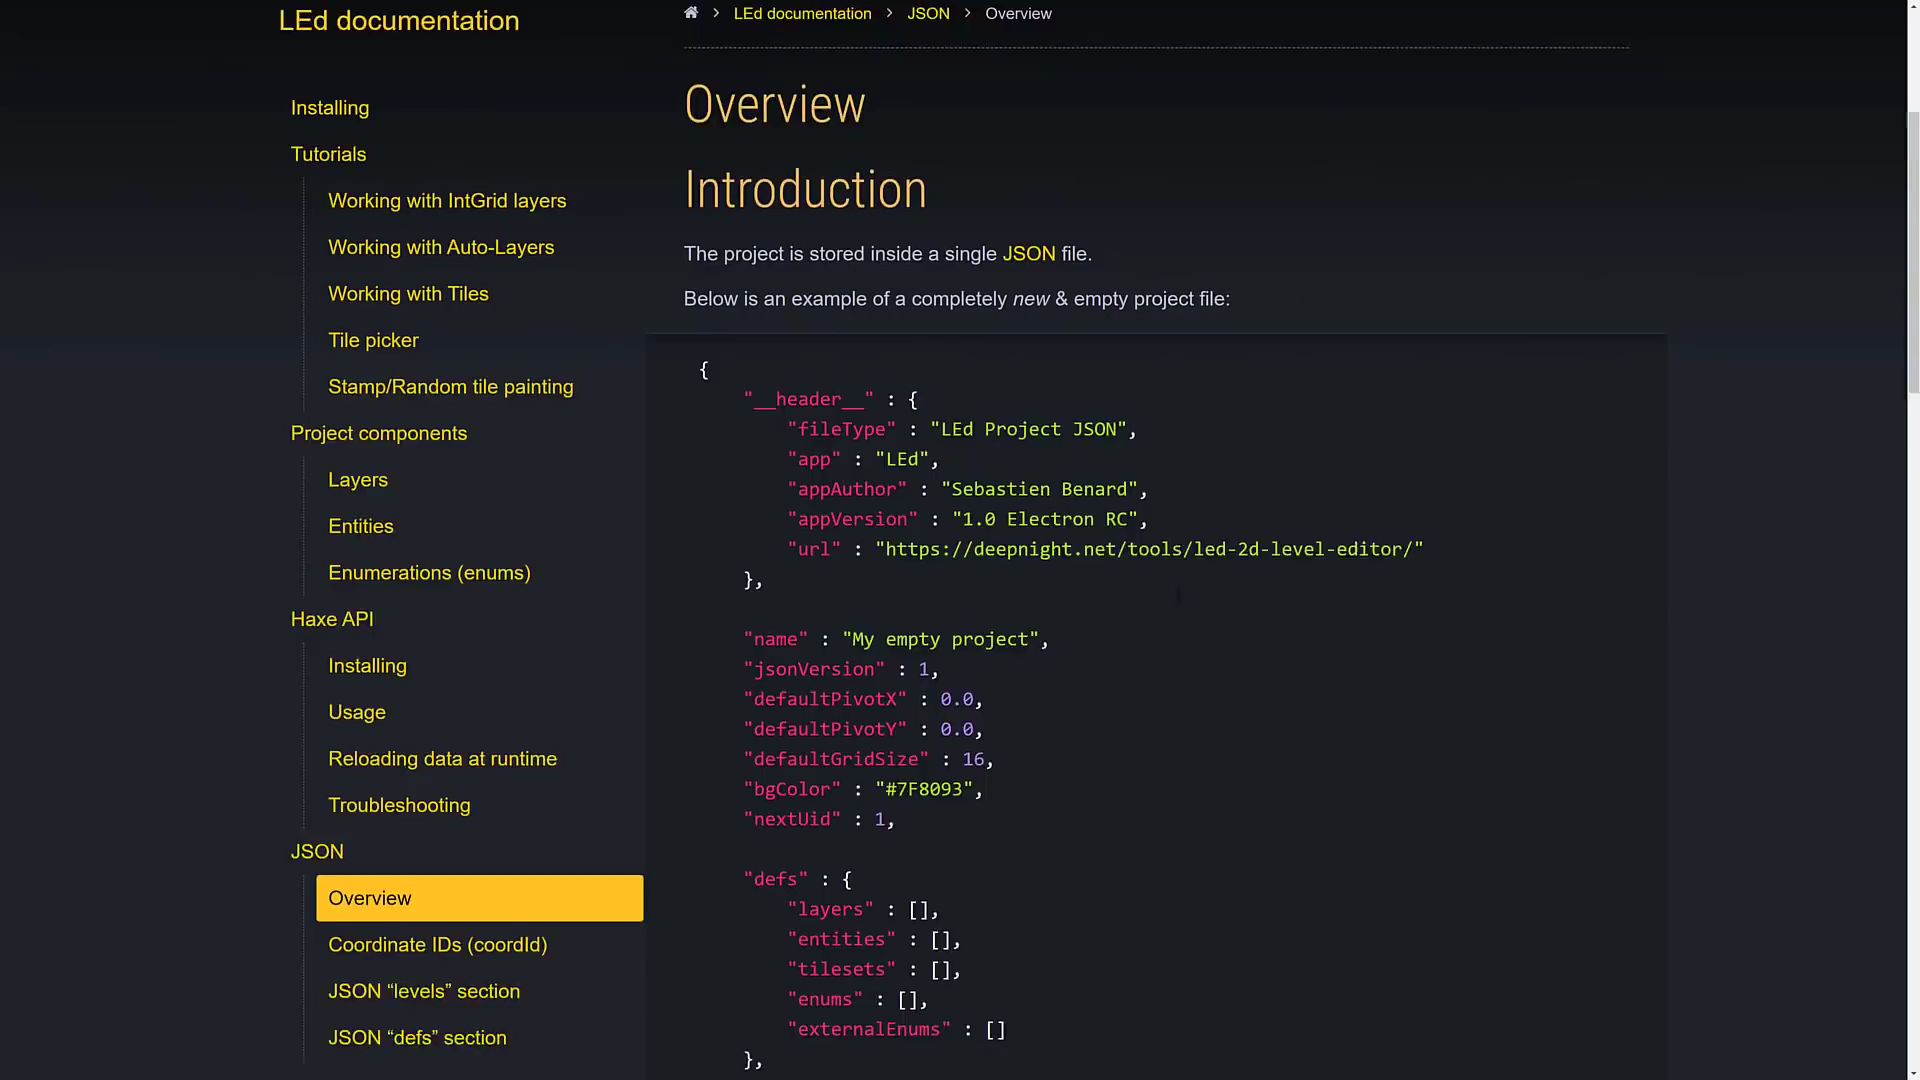 LEd documentation
Installing
Tutorials
Working with IntGrid layers
Working with Auto-Layers
Working with Tiles
Tile picker
Stamp/Random tile painting
Project components
Layers
Entities
Enumerations (enums)
Haxe API
Installing
Usage
Reloading data at runtime
Troubleshooting
JSON
Overview
Coordinate IDs (coordId)
JSON “levels” section
JSON “defs” section
LEd documentation JSON Overview
Overview
Introduction
The project is stored inside a single JSON file.
Below is an example of a completely new & empty project file:
{
"__header__" : {
"fileType" : "LEd Project JSON",
"app" : "LEd",
"appAuthor" : "Sebastien Benard",
"appVersion" : "1.0 Electron RC",
"url" : "https://deepnight.net/tools/led-2d-level-editor/"
},
"name" : "My empty project",
"jsonVersion" : 1,
"defaultPivotX" : 0.0,
"defaultPivotY" : 0.0,
"defaultGridSize" : 16,
"bgColor" : "#7F8093",
"nextUid" : 1,
"defs" : {
"layers" : [],
"entities" : [],
"tilesets" : [],
"enums" : [],
"externalEnums" : []
},